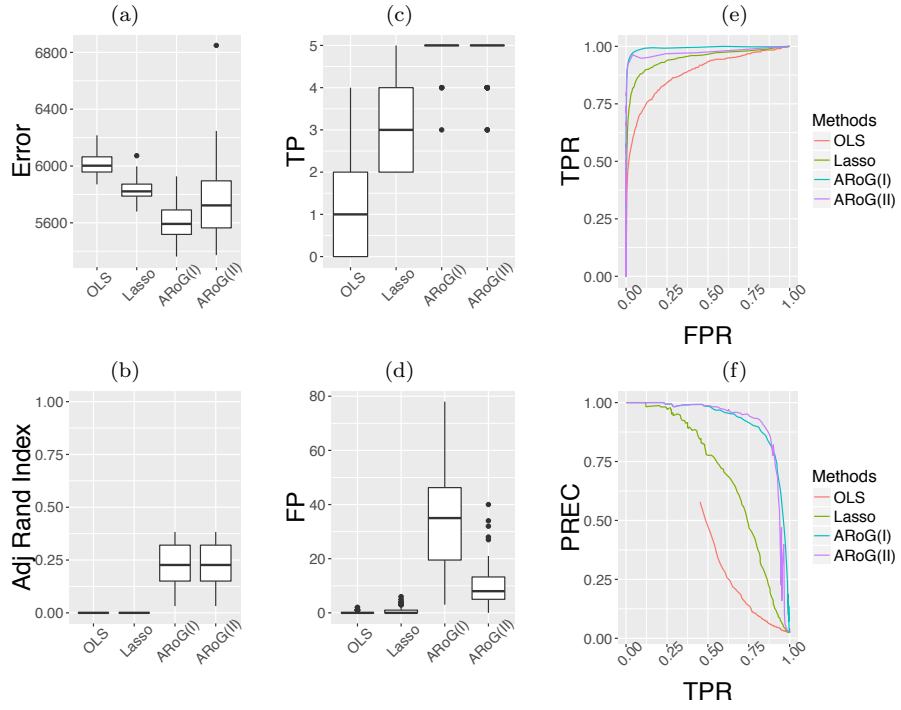 (a)
Error
6800
6400
6000
5600
OLS
Lasso
ARoG(I)
ARoG(II)
(c)
TP
5
4
3
2
1
0
OLS
Lasso
ARoG(I)
ARoG(II)
(e)
TPR
1.00
0.75
0.50
0.25
0.00
0.00
0.25
0.50
0.75
1.00
FPR
Methods
OLS
Lasso
ARoG(I)
ARoG(II)
(b)
Adj Rand Index
1.00
0.75
0.50
0.25
0.00
OLS
Lasso
ARoG(I)
ARoG(II)
(d)
FP
80
60
40
20
0
OLS
Lasso
ARoG(I)
ARoG(II)
(f)
PREC
1.00
0.75
0.50
0.25
0.00
0.00
0.25
0.50
0.75
1.00
TPR
Methods
OLS
Lasso
ARoG(I)
ARoG(II)